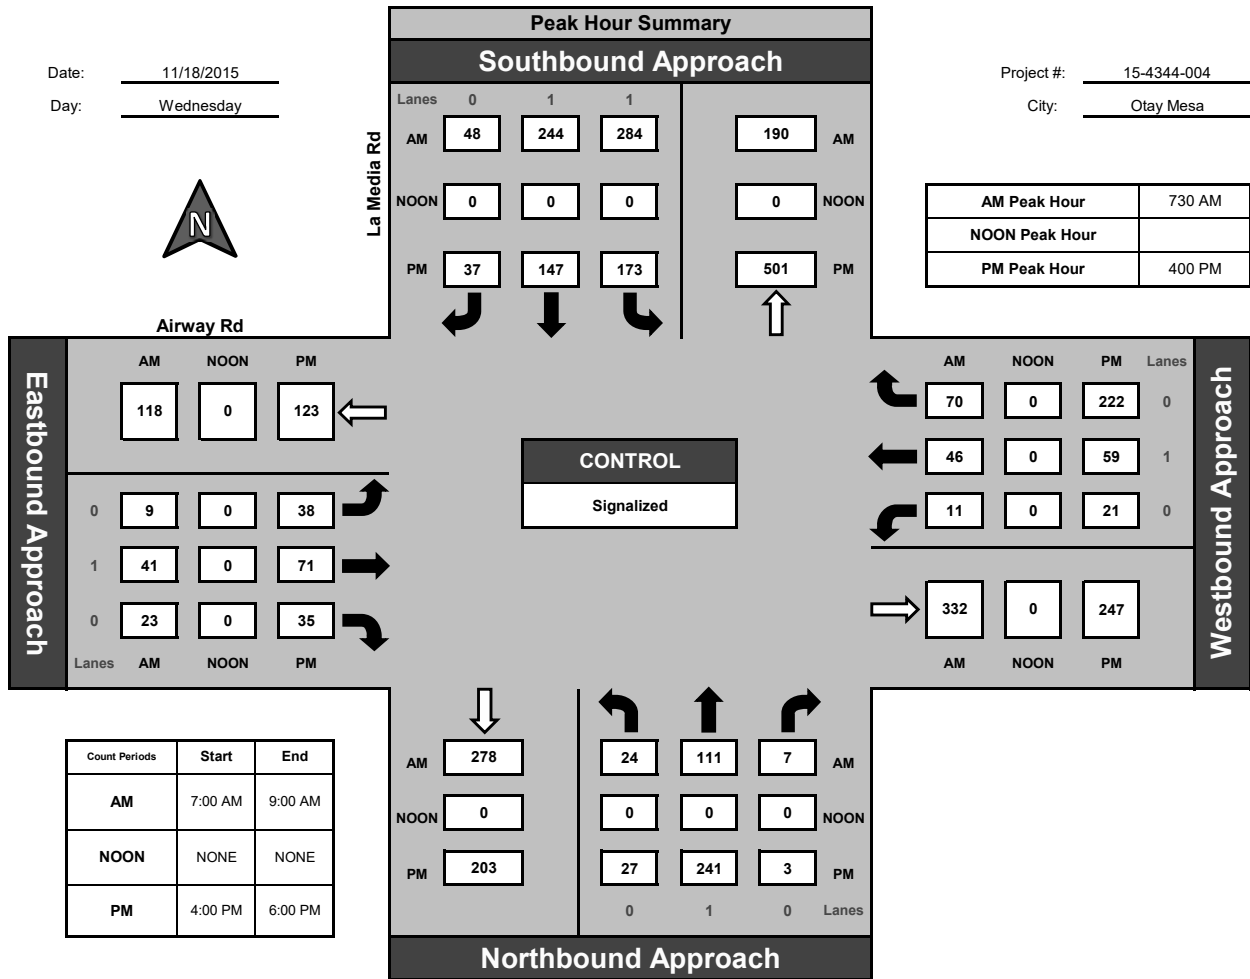 Peak Hour Summary
Southbound Approach
Date: 11/18/2015
Day: Wednesday
Project #: 15-4344-004
City: Otay Mesa
La Media Rd
Lanes 0 1 1
AM 48 244 284 190 AM
NOON 0 0 0 0 NOON
PM 37 147 173 501 PM
N
AM Peak Hour 730 AM
NOON Peak Hour
PM Peak Hour 400 PM
Airway Rd
Eastbound Approach
AM NOON PM
118 0 123
0 9 0 38
1 41 0 71
0 23 0 35
Lanes AM NOON PM
CONTROL
Signalized
AM NOON PM Lanes
70 0 222 0
46 0 59 1
11 0 21 0
332 0 247
AM NOON PM
Westbound Approach
Count Periods Start End
AM 7:00 AM 9:00 AM
NOON NONE NONE
PM 4:00 PM 6:00 PM
AM 278 24 111 7 AM
NOON 0 0 0 0 NOON
PM 203 27 241 3 PM
0 1 0 Lanes
Northbound Approach